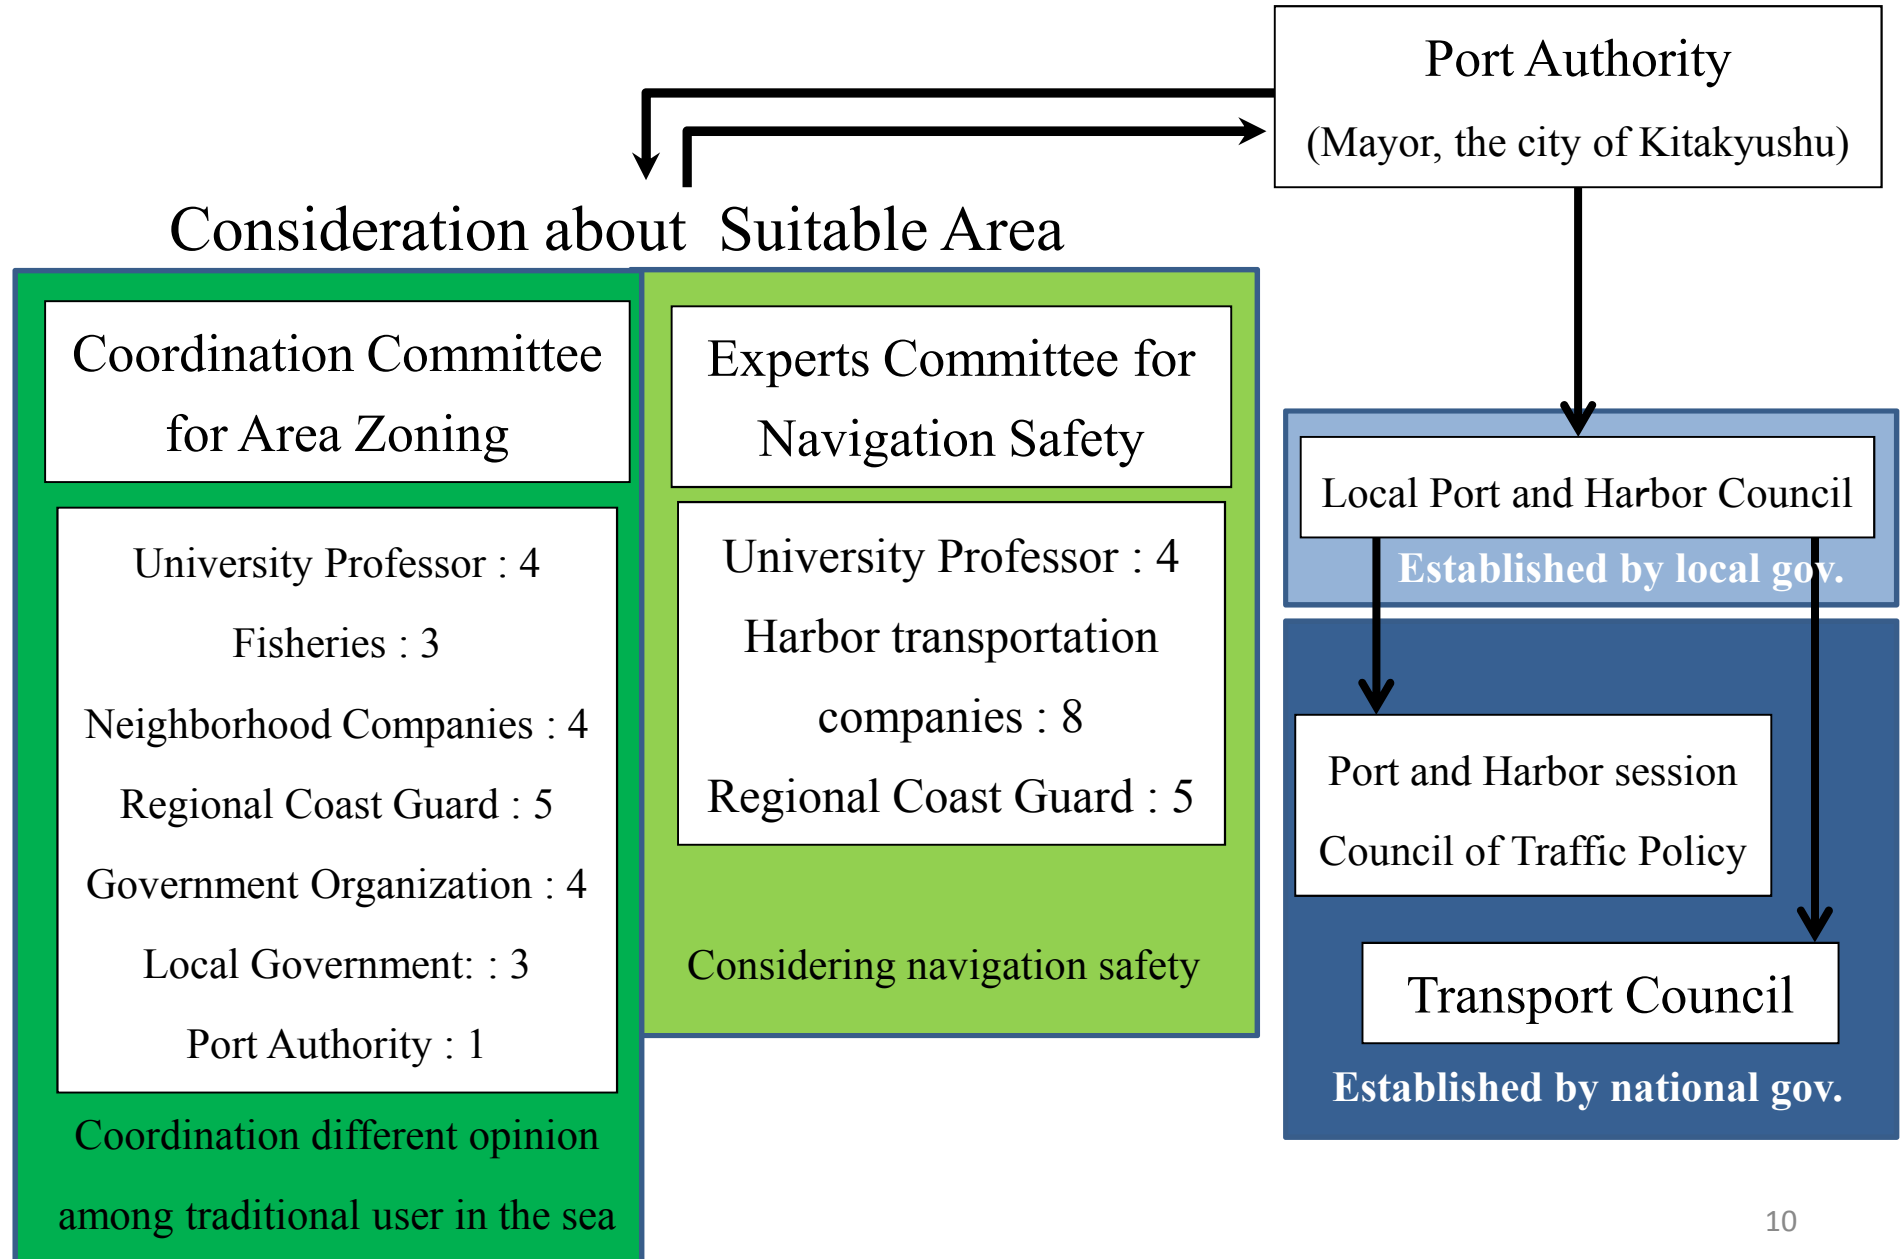 Port Authority
(Mayor, the city of Kitakyushu)
Consideration about Suitable Area
Coordination Committee
for Area Zoning
University Professor : 4
Fisheries : 3
Neighborhood Companies : 4
Regional Coast Guard : 5
Government Organization : 4
Local Government: : 3
Port Authority : 1
Coordination different opinion
among traditional user in the sea
Experts Committee for
Navigation Safety
University Professor : 4
Harbor transportation
companies : 8
Regional Coast Guard : 5
Considering navigation safety
Local Port and Harbor Council
Established by local gov.
Port and Harbor session
Council of Traffic Policy
Transport Council
Established by national gov.
10